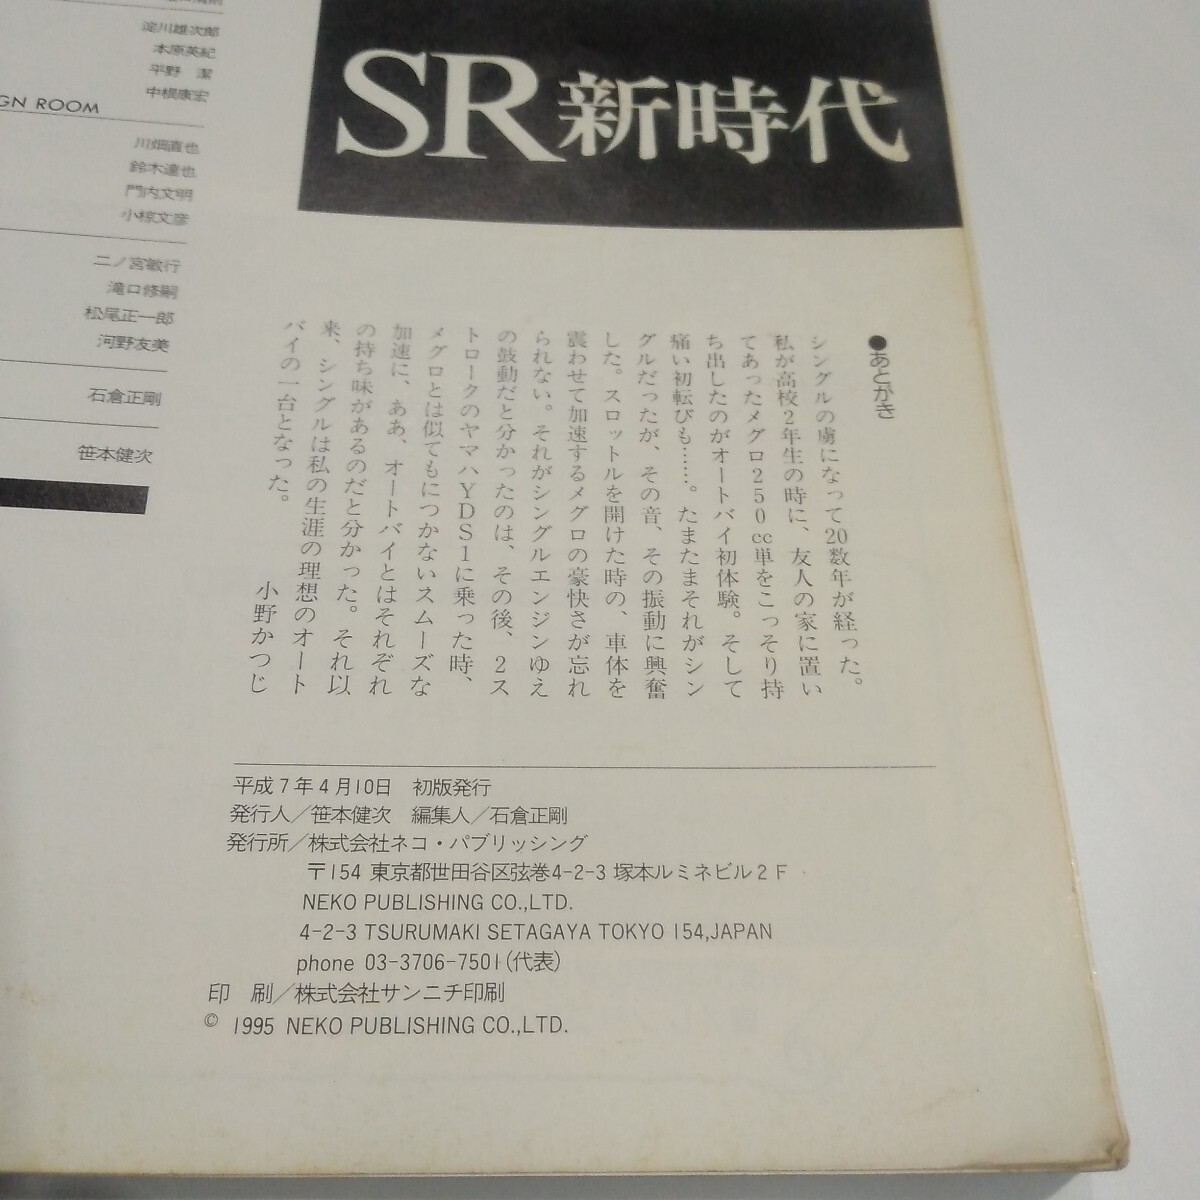 SR新時代
●あとがき
シングルの虜になって20数年が経った。
私が高校2年生の時に、友人の家に置い
てあったメグロ250cc単をこっそり持
ち出したのがオートバイ初体験。そして
痛い初転びも……。たまたまそれがシン
グルだったが、その音、その振動に興奮
した。スロットルを開けた時の、車体を
震わせて加速するメグロの豪快さが忘れ
られない。それがシングルエンジンゆえ
の鼓動だと分かったのは、その後、2ス
トロークのヤマハYDS1に乗った時、
メグロとは似てもにつかないスムーズな
加速に、ああ、オートバイとはそれぞれ
の持ち味があるのだと分かった。それ以
来、シングルは私の生涯の理想のオート
バイの一台となった。
小野かつじ
淀川雄次郎
本原英紀
平野 潔
中根康宏
GN ROOM
川畑直也
鈴木達也
門内文明
小椋文彦
二ノ宮敏行
滝口修嗣
松尾正一郎
河野友美
石倉正剛
笹本健次
平成7年4月10日 初版発行
発行人/笹本健次 編集人/石倉正剛
発行所/株式会社ネコ・パブリッシング
〒154 東京都世田谷区弦巻4-2-3 塚本ルミネビル2F
NEKO PUBLISHING CO.,LTD.
4-2-3 TSURUMAKI SETAGAYA TOKYO 154,JAPAN
phone 03-3706-7501(代表)
印 刷/株式会社サンニチ印刷
© 1995 NEKO PUBLISHING CO.,LTD.